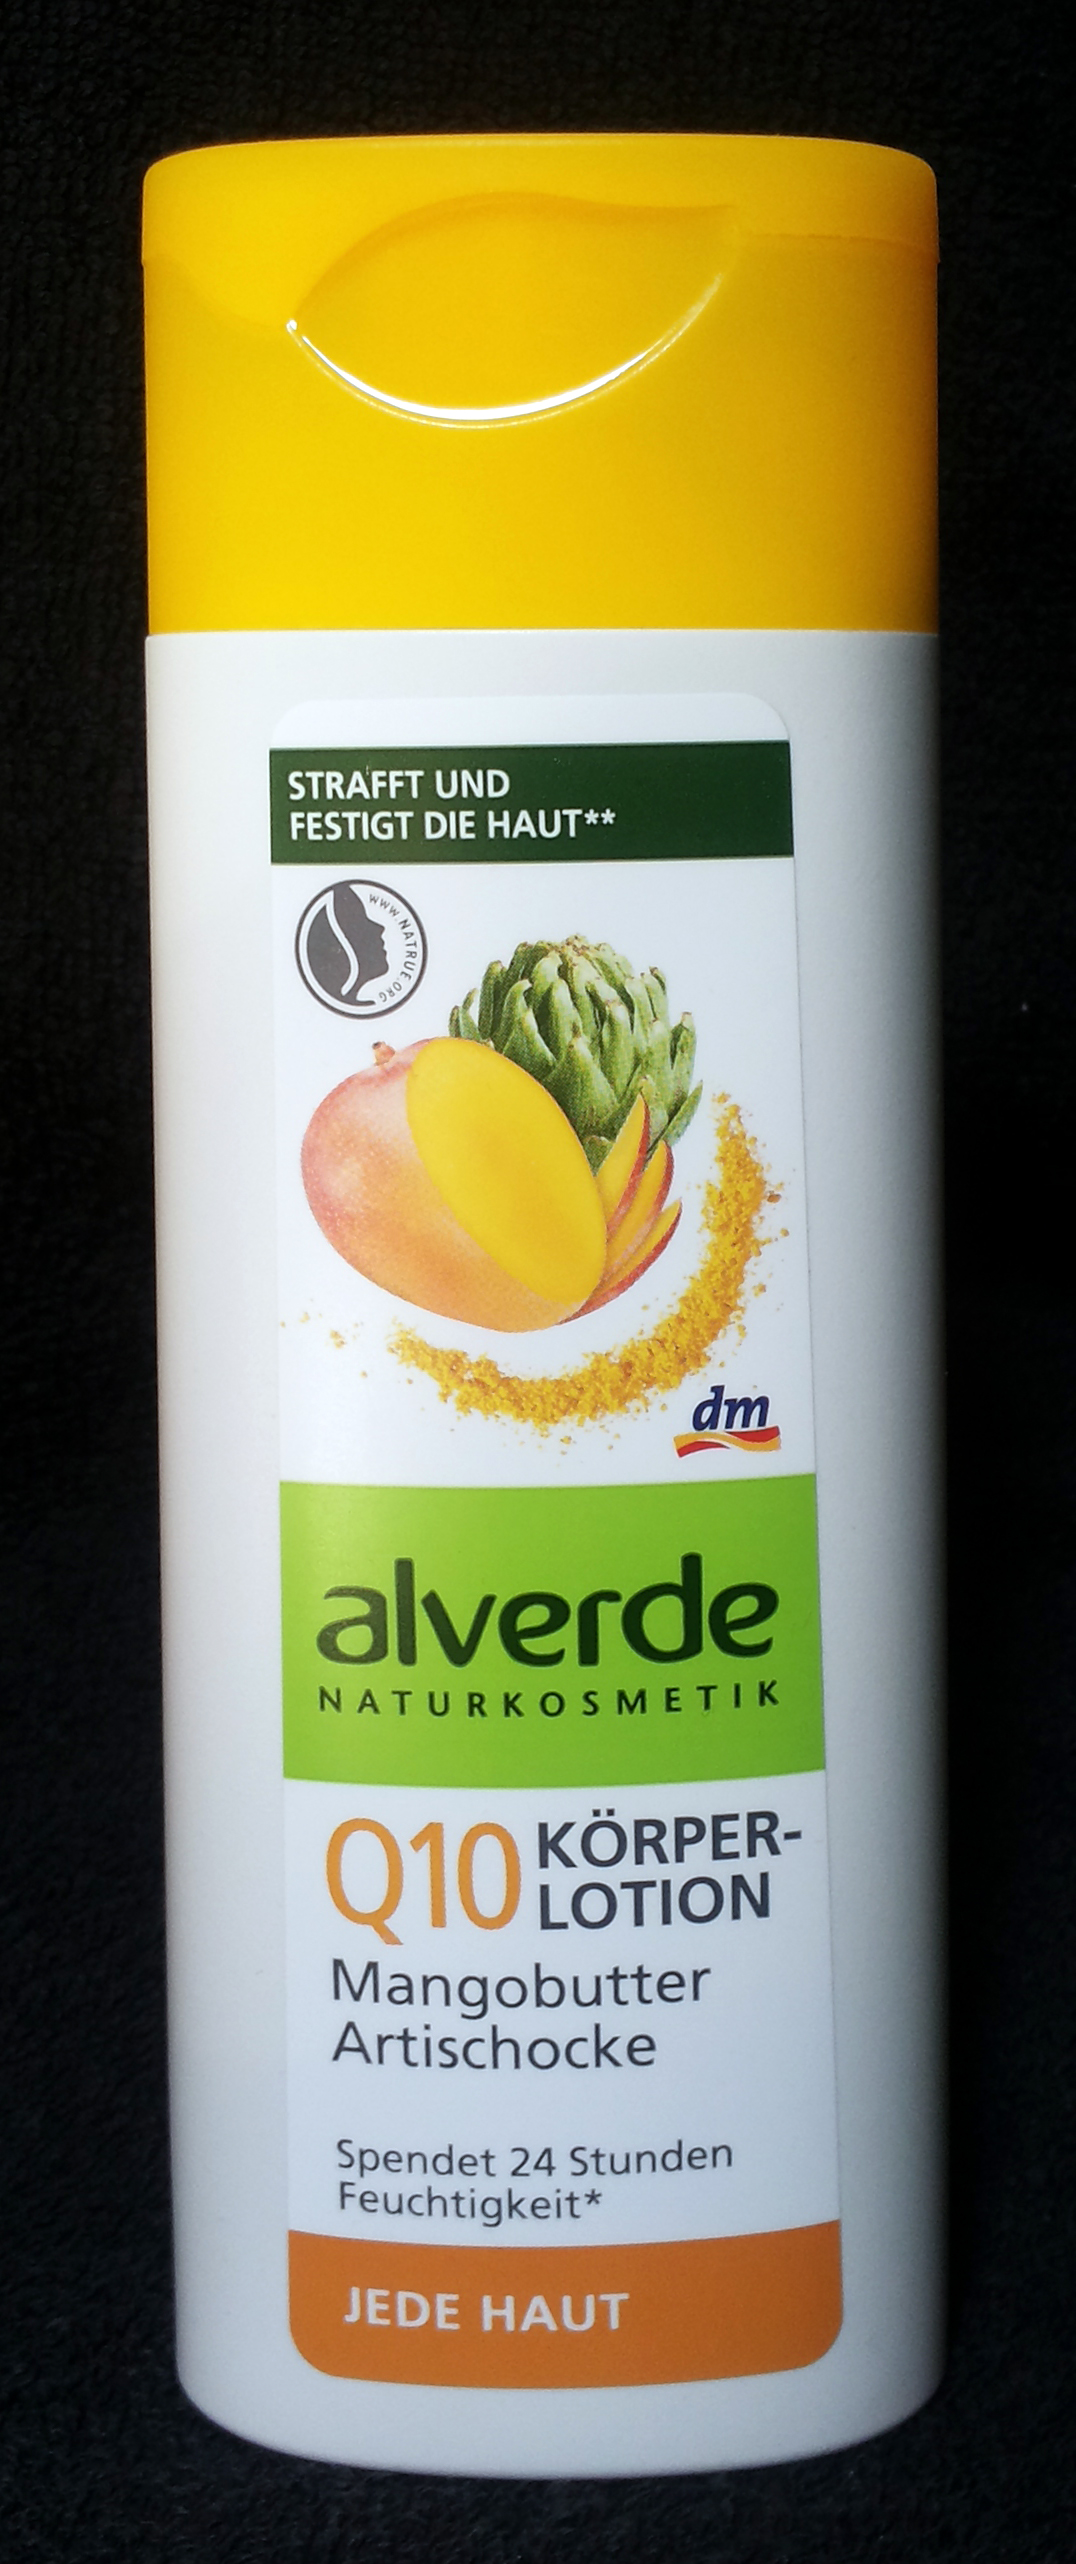 STRAFFT UND
FESTIGT DIE HAUT**
WWW.NATRUE.ORG
dm
alverde
NATURKOSMETIK
Q10 KÖRPER-
LOTION
Mangobutter
Artischocke
Spendet 24 Stunden
Feuchtigkeit*
JEDE HAUT